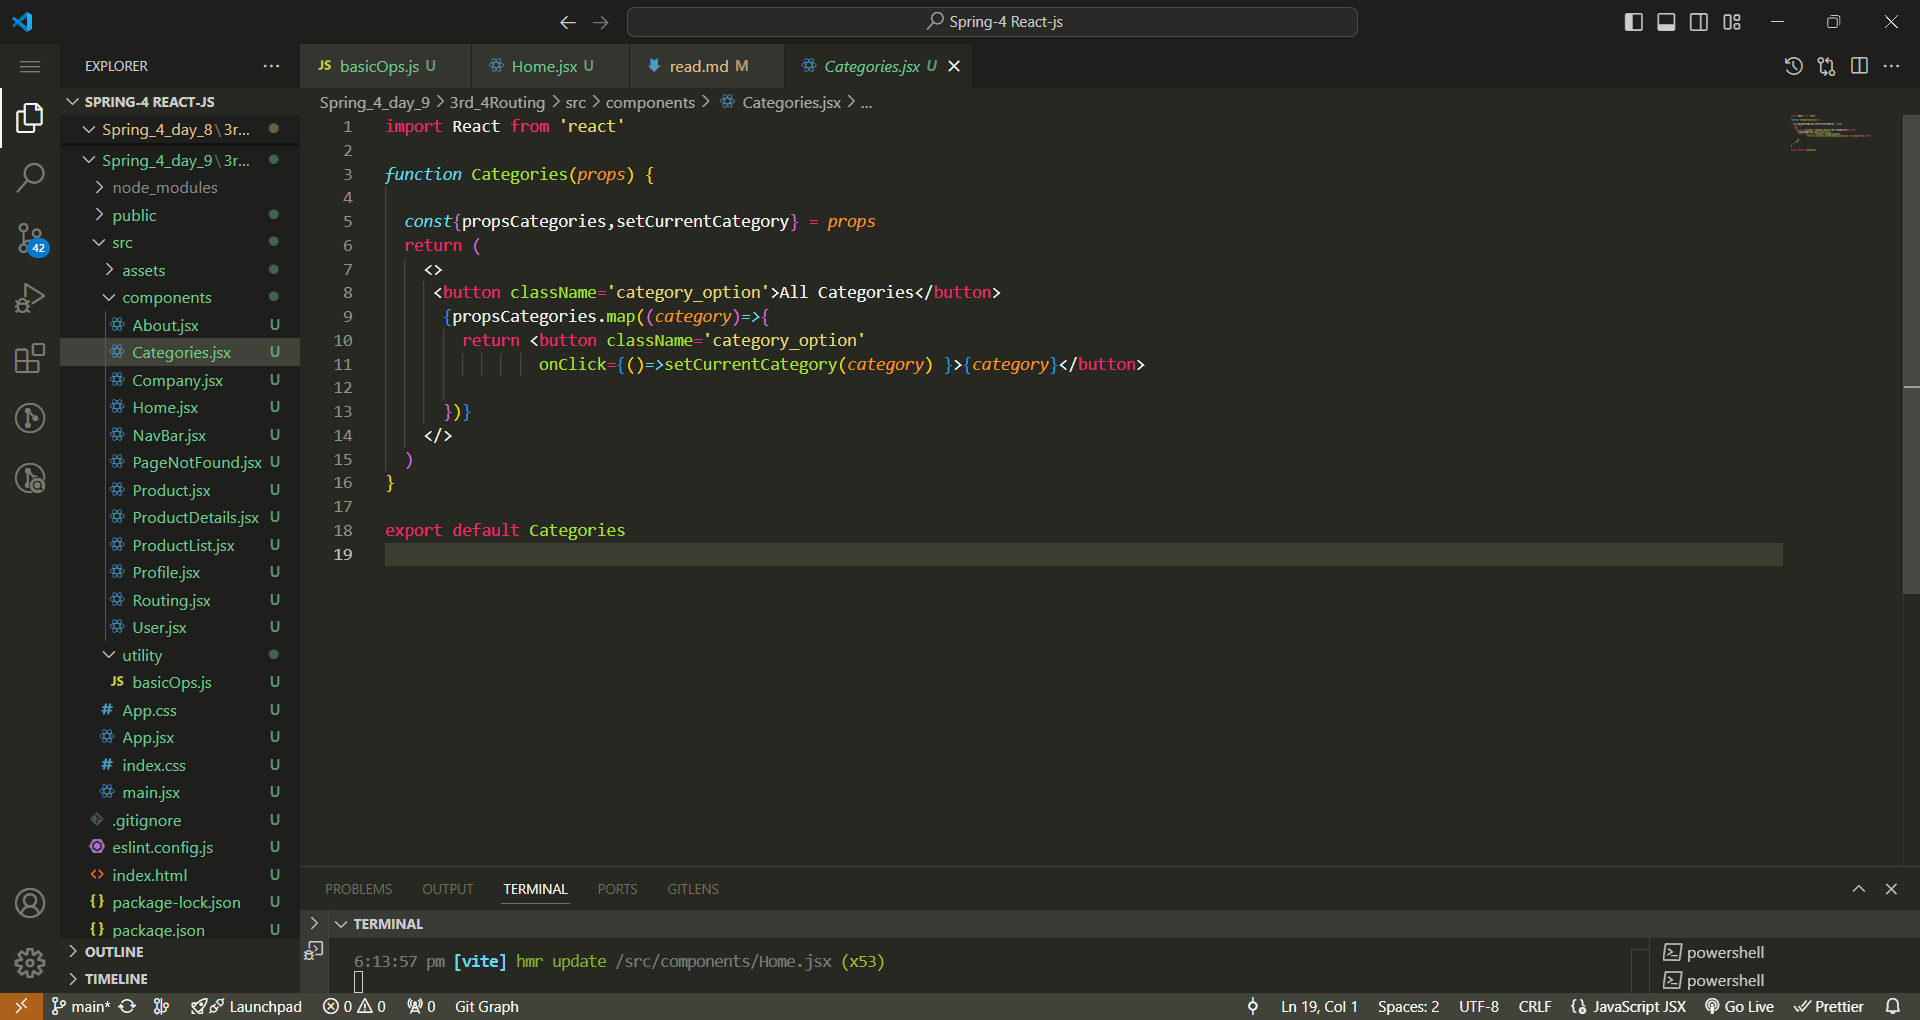 Spring-4 React-js
EXPLORER
SPRING-4 REACT-JS
Spring_4_day_8\3r...
Spring_4_day_9\3r...
node_modules
public
src
assets
components
About.jsx U
Categories.jsx U
Company.jsx U
Home.jsx U
NavBar.jsx U
PageNotFound.jsx U
Product.jsx U
ProductDetails.jsx U
ProductList.jsx U
Profile.jsx U
Routing.jsx U
User.jsx U
utility
JS basicOps.js U
# App.css U
App.jsx U
# index.css U
main.jsx U
.gitignore U
eslint.config.js U
<> index.html U
{} package-lock.json U
{} package.json U
OUTLINE
TIMELINE
42
JS basicOps.js U
Home.jsx U
read.md M
Categories.jsx U
Spring_4_day_9 > 3rd_4Routing > src > components > Categories.jsx > ...
1 import React from 'react'
2
3 function Categories(props) {
4
5 const{propsCategories,setCurrentCategory} = props
6 return (
7 <>
8 <button className='category_option'>All Categories</button>
9 {propsCategories.map((category)=>{
10 return <button className='category_option'
11 onClick={()=>setCurrentCategory(category) }>{category}</button>
12
13 })}
14 </>
15 )
16 }
17
18 export default Categories
19
PROBLEMS OUTPUT TERMINAL PORTS GITLENS
TERMINAL
6:13:57 pm [vite] hmr update /src/components/Home.jsx (x53)
powershell
powershell
main* Launchpad 0 0 0 Git Graph Ln 19, Col 1 Spaces: 2 UTF-8 CRLF {} JavaScript JSX Go Live Prettier